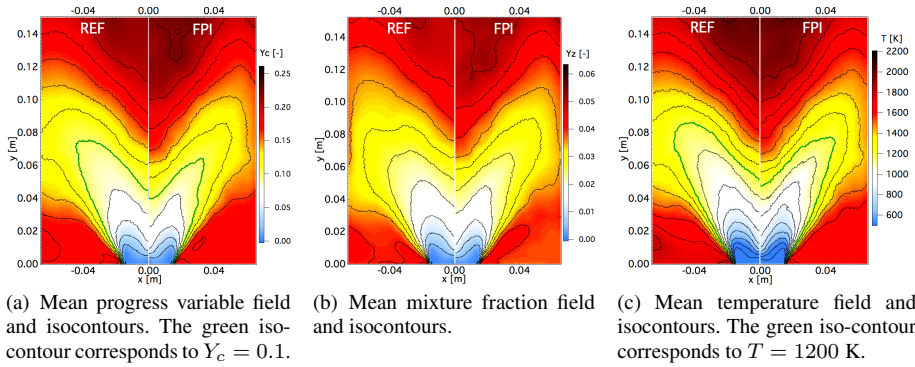 -0.04 0.00 0.04
-0.04 0.00 0.04
-0.04 0.00 0.04
REF FPI
REF FPI
REF FPI
Yc [-]
Yz [-]
T [K]
0.14
0.12
0.10
0.08
0.06
0.04
0.02
0.00
y [m]
-0.04 0.00 0.04
x [m]
0.25
0.20
0.15
0.10
0.05
0.00
0.14
0.12
0.10
0.08
0.06
0.04
0.02
0.00
y [m]
-0.04 0.00 0.04
x [m]
0.06
0.05
0.04
0.03
0.02
0.01
0.00
0.14
0.12
0.10
0.08
0.06
0.04
0.02
0.00
y [m]
-0.04 0.00 0.04
x [m]
2200
2000
1800
1600
1400
1200
1000
800
600
(a) Mean progress variable field
and isocontours. The green iso-
contour corresponds to Y_c = 0.1.
(b) Mean mixture fraction field
and isocontours.
(c) Mean temperature field and
isocontours. The green iso-contour
corresponds to T = 1200 K.